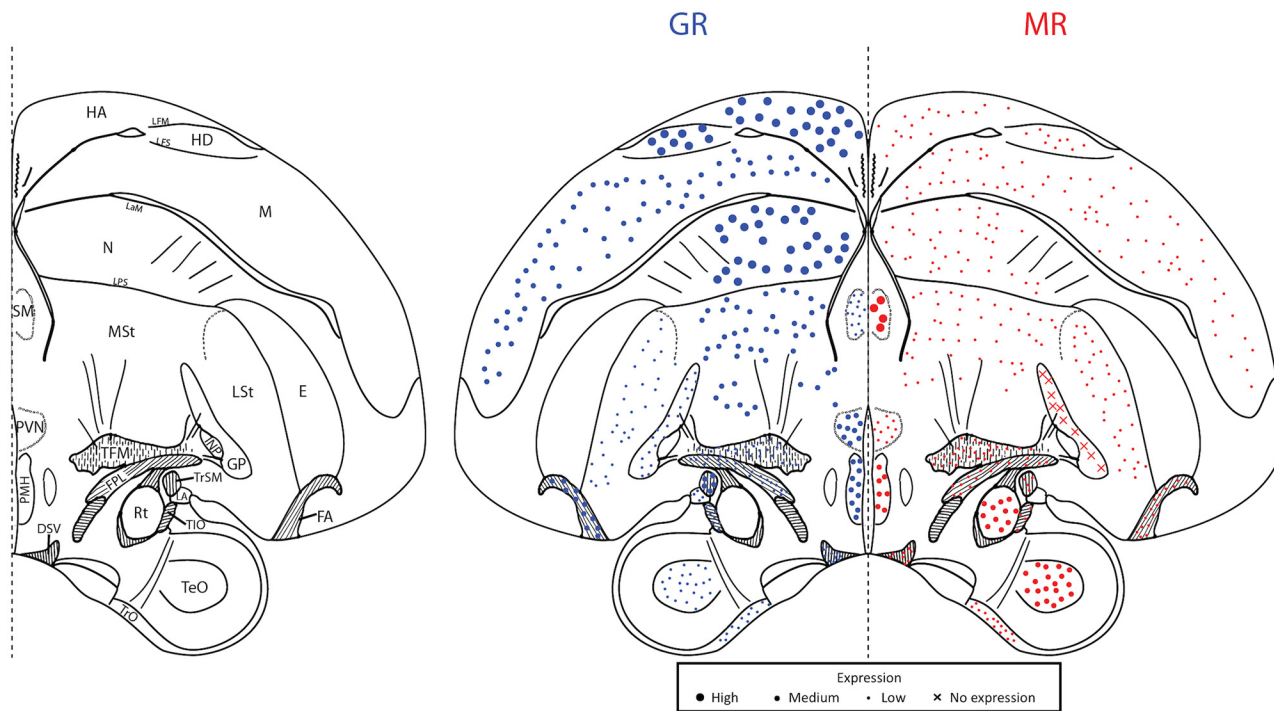 GR
MR
HA
LFM
LFS
HD
LaM
M
N
LPS
SM
MSt
LSt
E
PVN
TFM
INP
GP
FPL
TrSM
PMH
LA
Rt
TIO
FA
DSV
TeO
TrO
Expression
High
Medium
Low
× No expression